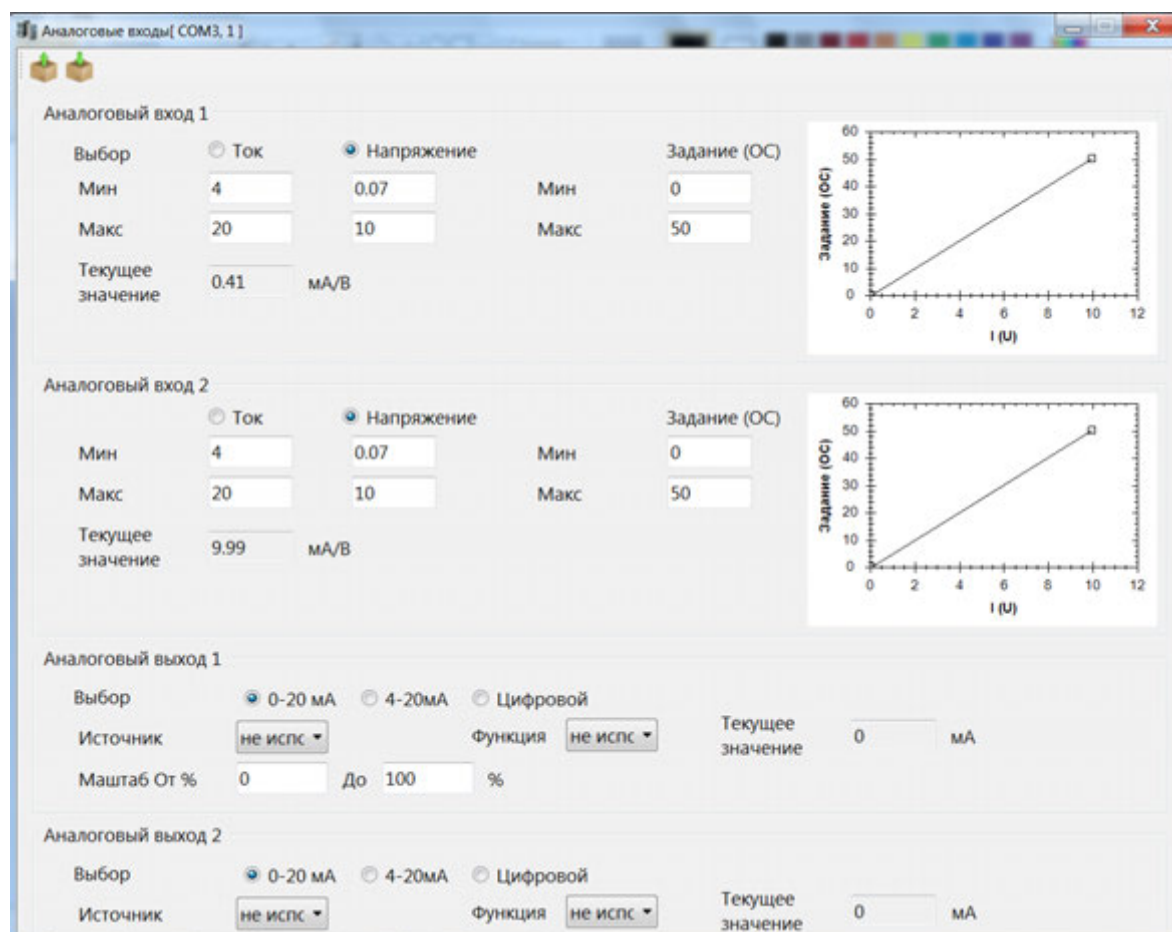 Аналоговые входы[ COM3, 1 ]
Аналоговый вход 1
Выбор Ток Напряжение Задание (ОС)
Мин 4 0.07 Мин 0
Макс 20 10 Макс 50
Текущее
значение 0.41 мА/В
60
50
40
30
20
10
0
Задание (ОС)
0 2 4 6 8 10 12
I (U)
Аналоговый вход 2
Ток Напряжение Задание (ОС)
Мин 4 0.07 Мин 0
Макс 20 10 Макс 50
Текущее
значение 9.99 мА/В
60
50
40
30
20
10
0
Задание (ОС)
0 2 4 6 8 10 12
I (U)
Аналоговый выход 1
Выбор 0-20 мА 4-20мА Цифровой
Источник не испс Функция не испс Текущее
значение 0 мА
Маштаб От % 0 До 100 %
Аналоговый выход 2
Выбор 0-20 мА 4-20мА Цифровой
Источник не испс Функция не испс Текущее
значение 0 мА